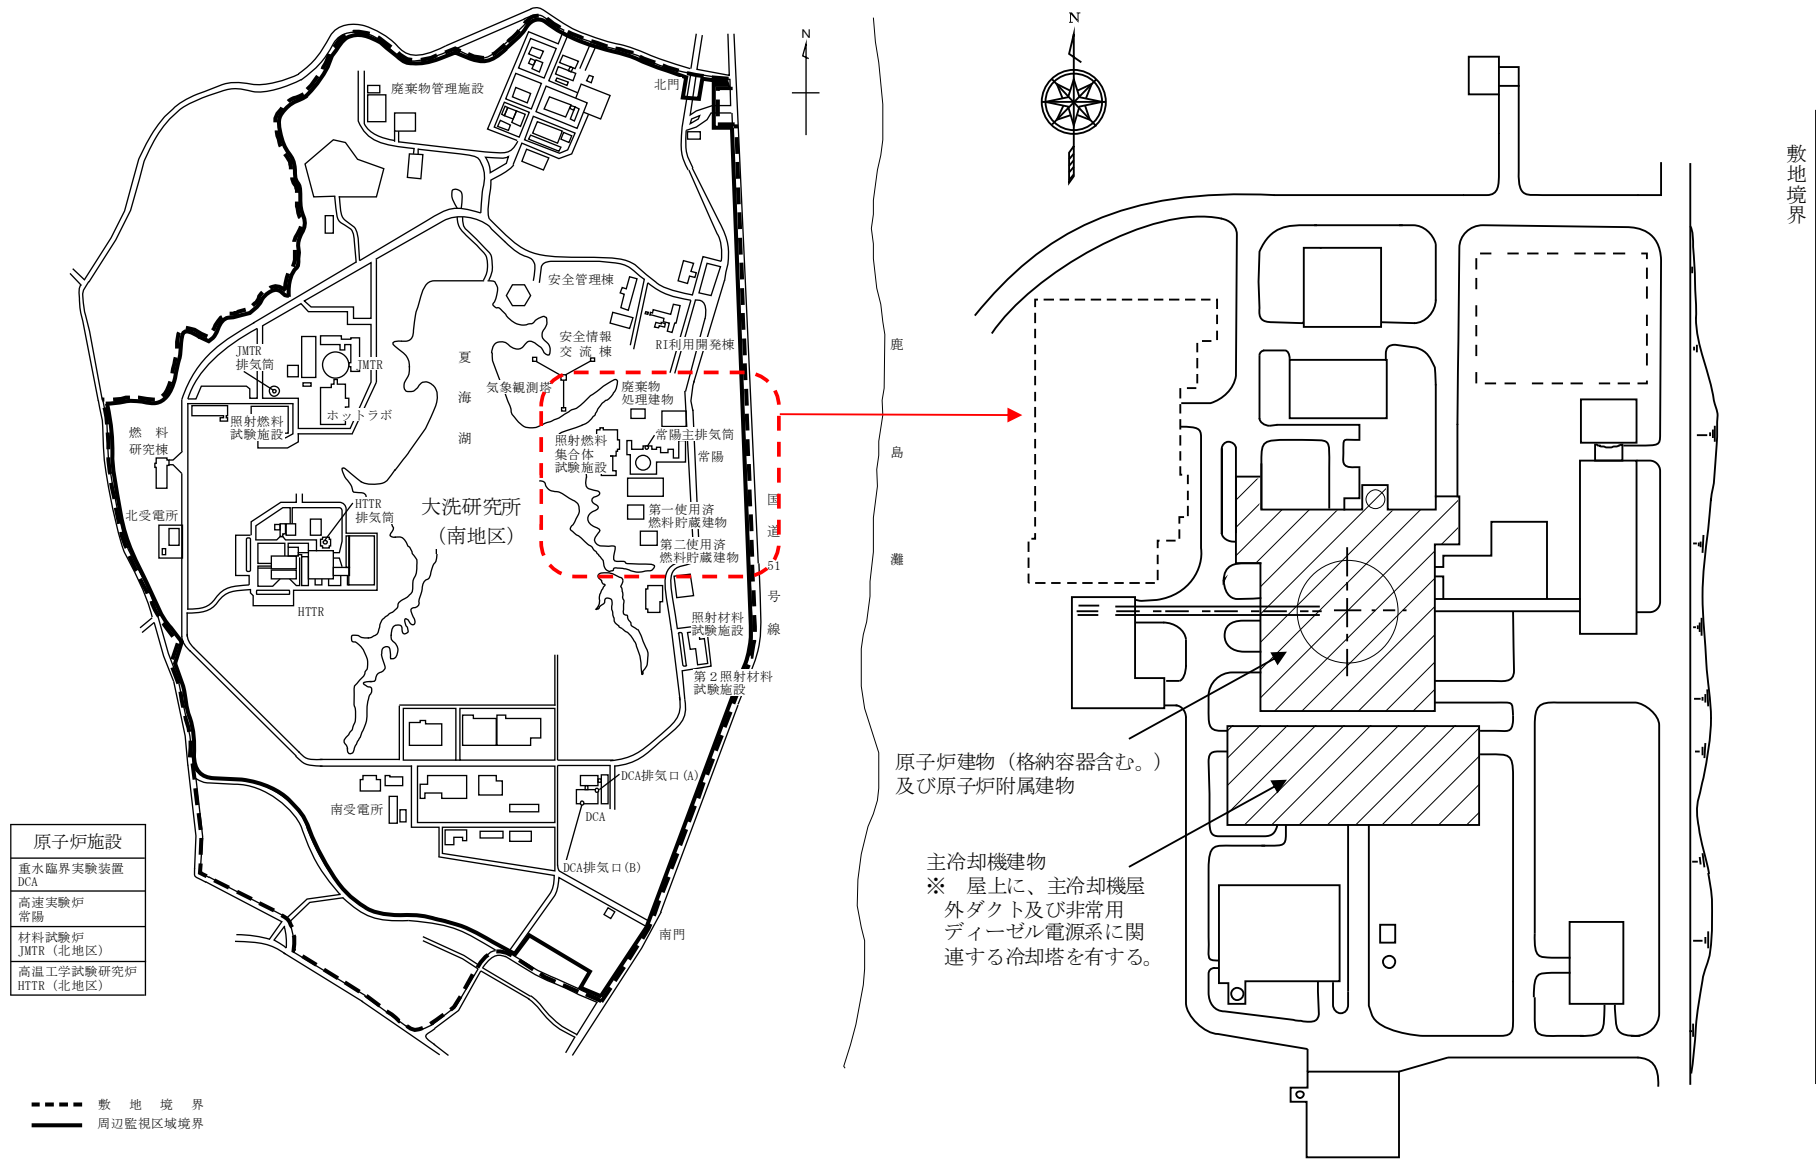 N
北門
廃棄物管理施設
安全管理棟
安全情報
交 流 棟
RI利用開発棟
JMTR
排気筒
JMTR
夏
海
湖
気象観測塔
廃棄物
処理建物
ホットラボ
照射燃料
試験施設
燃 料
研究棟
照射燃料
集合体
試験施設
常陽主排気筒
常陽
北受電所
HTTR
排気筒
大洗研究所
(南地区)
第一使用済
燃料貯蔵建物
第二使用済
燃料貯蔵建物
国
道
51
号
線
HTTR
照射材料
試験施設
第2照射材料
試験施設
南受電所
DCA排気口(A)
DCA
DCA排気口(B)
南門
鹿
島
灘
原子炉施設
重水臨界実験装置
DCA
高速実験炉
常陽
材料試験炉
JMTR (北地区)
高温工学試験研究炉
HTTR (北地区)
敷 地 境 界
周辺監視区域境界
N
敷地境界
原子炉建物(格納容器含む。)
及び原子炉附属建物
主冷却機建物
※ 屋上に、主冷却機屋
外ダクト及び非常用
ディーゼル電源系に関
連する冷却塔を有する。